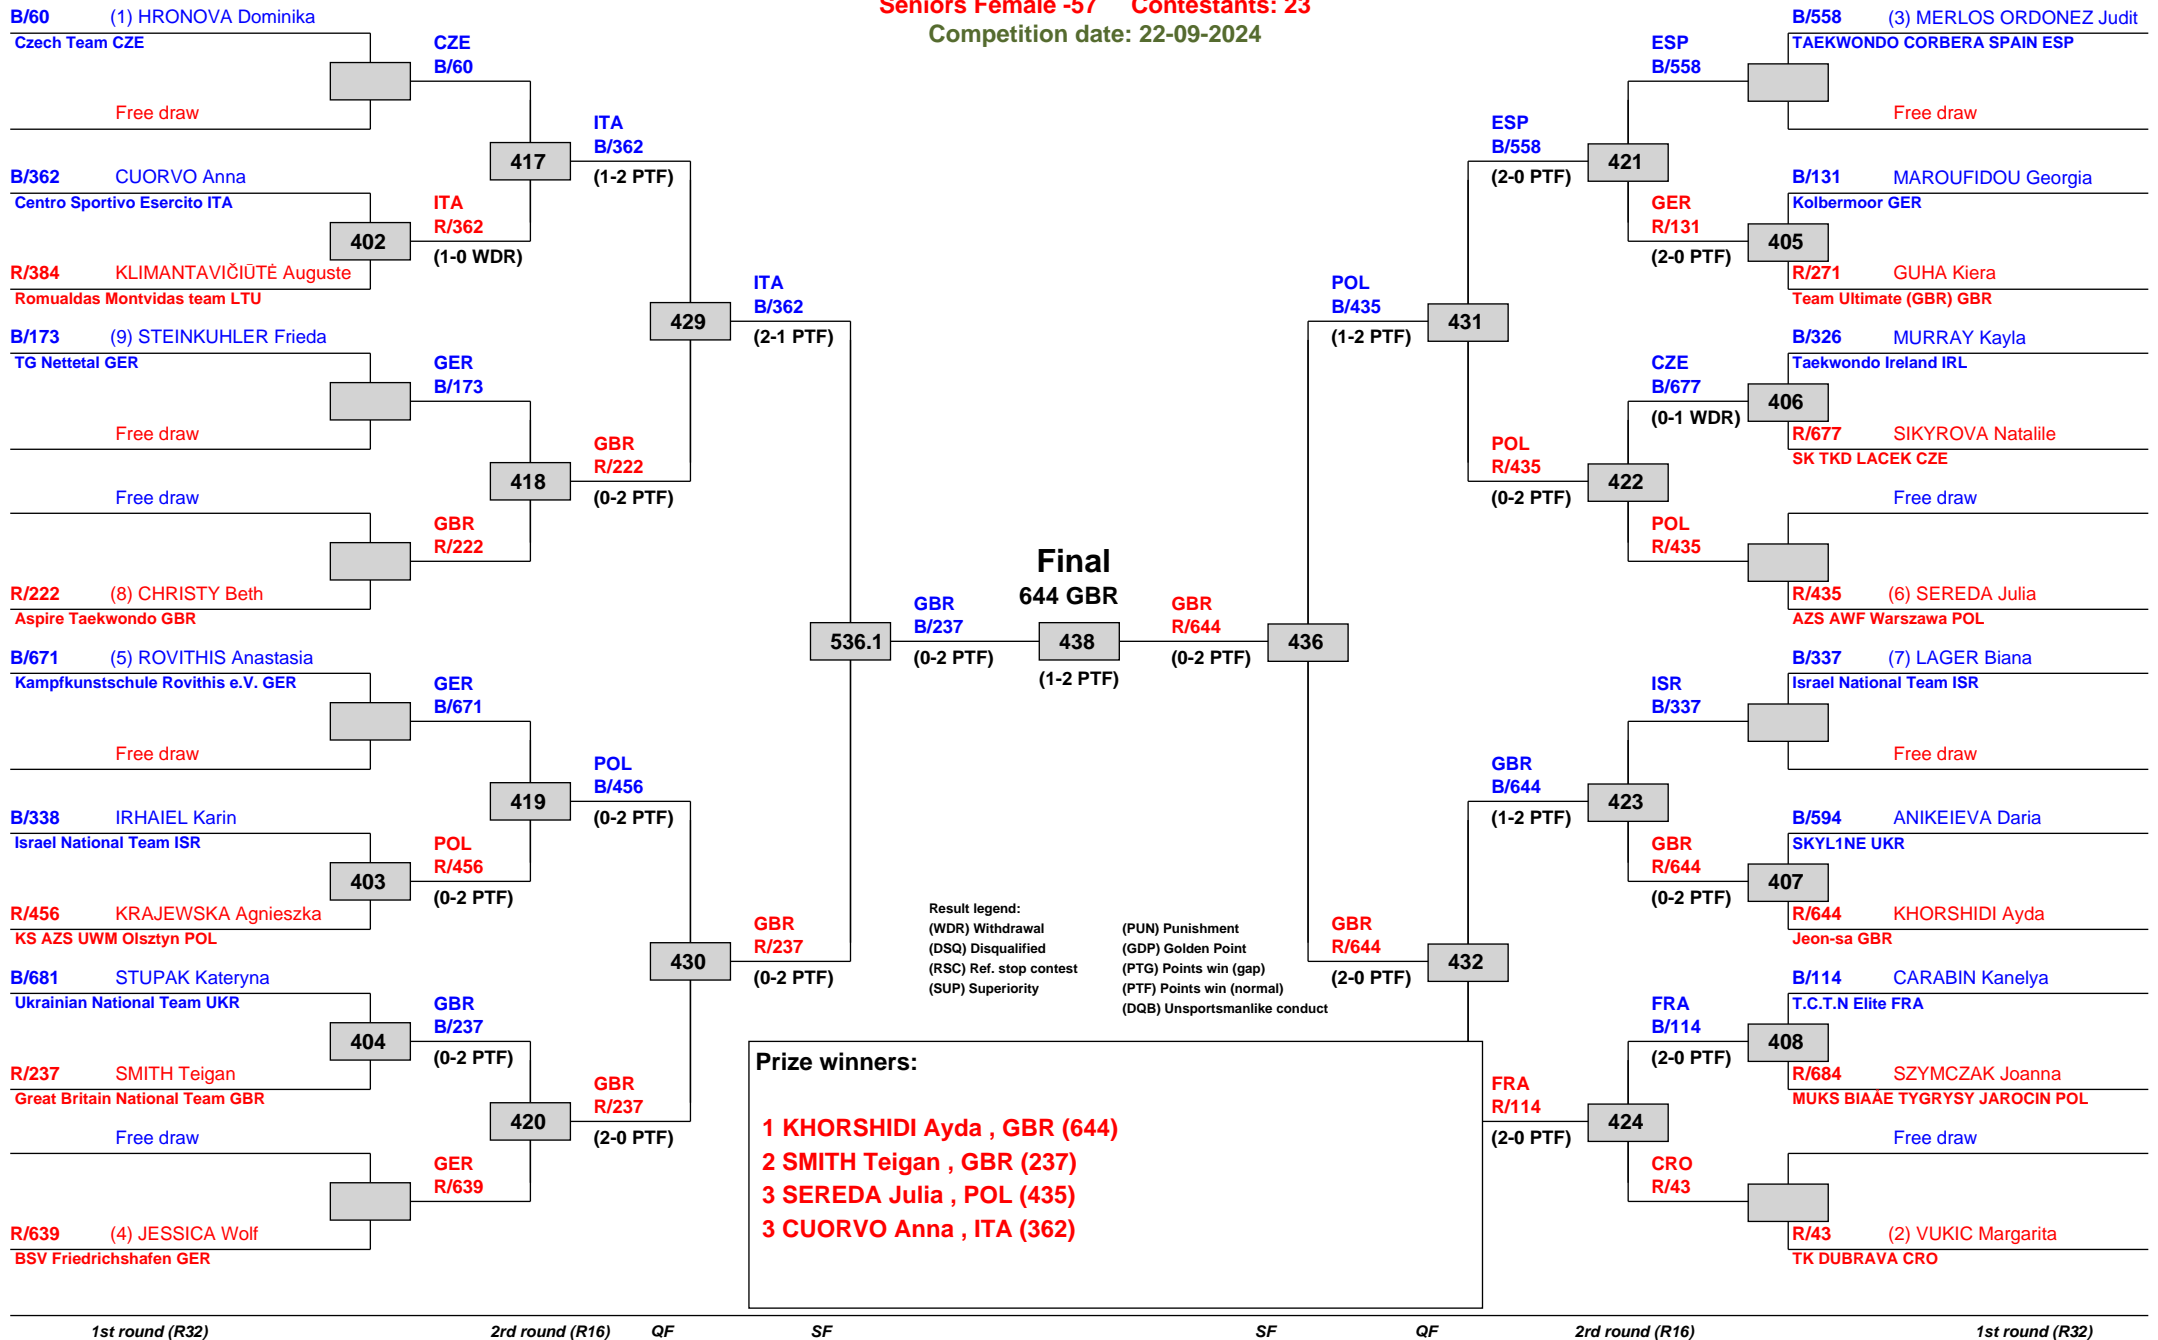 Seniors Female -57 Contestants: 23
Competition date: 22-09-2024
B/60 (1) HRONOVA Dominika
Czech Team CZE
Free draw
B/362 CUORVO Anna
Centro Sportivo Esercito ITA
R/384 KLIMANTAVIČIŪTĖ Auguste
Romualdas Montvidas team LTU
B/173 (9) STEINKUHLER Frieda
TG Nettetal GER
Free draw
Free draw
R/222 (8) CHRISTY Beth
Aspire Taekwondo GBR
B/671 (5) ROVITHIS Anastasia
Kampfkunstschule Rovithis e.V. GER
Free draw
B/338 IRHAIEL Karin
Israel National Team ISR
R/456 KRAJEWSKA Agnieszka
KS AZS UWM Olsztyn POL
B/681 STUPAK Kateryna
Ukrainian National Team UKR
R/237 SMITH Teigan
Great Britain National Team GBR
Free draw
R/639 (4) JESSICA Wolf
BSV Friedrichshafen GER
402
403
404
CZE
B/60
ITA
R/362
(1-0 WDR)
GER
B/173
GBR
R/222
GER
B/671
POL
R/456
(0-2 PTF)
GBR
B/237
(0-2 PTF)
GER
R/639
417
418
419
420
ITA
B/362
(1-2 PTF)
GBR
R/222
(0-2 PTF)
POL
B/456
(0-2 PTF)
GBR
R/237
(2-0 PTF)
429
430
ITA
B/362
(2-1 PTF)
GBR
R/237
(0-2 PTF)
536.1
GBR
B/237
(0-2 PTF)
Final
644 GBR
438
(1-2 PTF)
GBR
R/644
(0-2 PTF)
436
POL
B/435
(1-2 PTF)
GBR
R/644
(2-0 PTF)
431
432
ESP
B/558
(2-0 PTF)
POL
R/435
(0-2 PTF)
GBR
B/644
(1-2 PTF)
FRA
R/114
(2-0 PTF)
421
422
423
424
ESP
B/558
GER
R/131
(2-0 PTF)
CZE
B/677
(0-1 WDR)
POL
R/435
ISR
B/337
GBR
R/644
(0-2 PTF)
FRA
B/114
(2-0 PTF)
CRO
R/43
405
406
407
408
B/558 (3) MERLOS ORDONEZ Judit
TAEKWONDO CORBERA SPAIN ESP
Free draw
B/131 MAROUFIDOU Georgia
Kolbermoor GER
R/271 GUHA Kiera
Team Ultimate (GBR) GBR
B/326 MURRAY Kayla
Taekwondo Ireland IRL
R/677 SIKYROVA Natalile
SK TKD LACEK CZE
Free draw
R/435 (6) SEREDA Julia
AZS AWF Warszawa POL
B/337 (7) LAGER Biana
Israel National Team ISR
Free draw
B/594 ANIKEIEVA Daria
SKYL1NE UKR
R/644 KHORSHIDI Ayda
Jeon-sa GBR
B/114 CARABIN Kanelya
T.C.T.N Elite FRA
R/684 SZYMCZAK Joanna
MUKS BIAÅE TYGRYSY JAROCIN POL
Free draw
R/43 (2) VUKIC Margarita
TK DUBRAVA CRO
Result legend:
(WDR) Withdrawal (PUN) Punishment
(DSQ) Disqualified (GDP) Golden Point
(RSC) Ref. stop contest (PTG) Points win (gap)
(SUP) Superiority (PTF) Points win (normal)
(DQB) Unsportsmanlike conduct
Prize winners:
1 KHORSHIDI Ayda , GBR (644)
2 SMITH Teigan , GBR (237)
3 SEREDA Julia , POL (435)
3 CUORVO Anna , ITA (362)
1st round (R32) 2rd round (R16) QF SF SF QF 2rd round (R16) 1st round (R32)